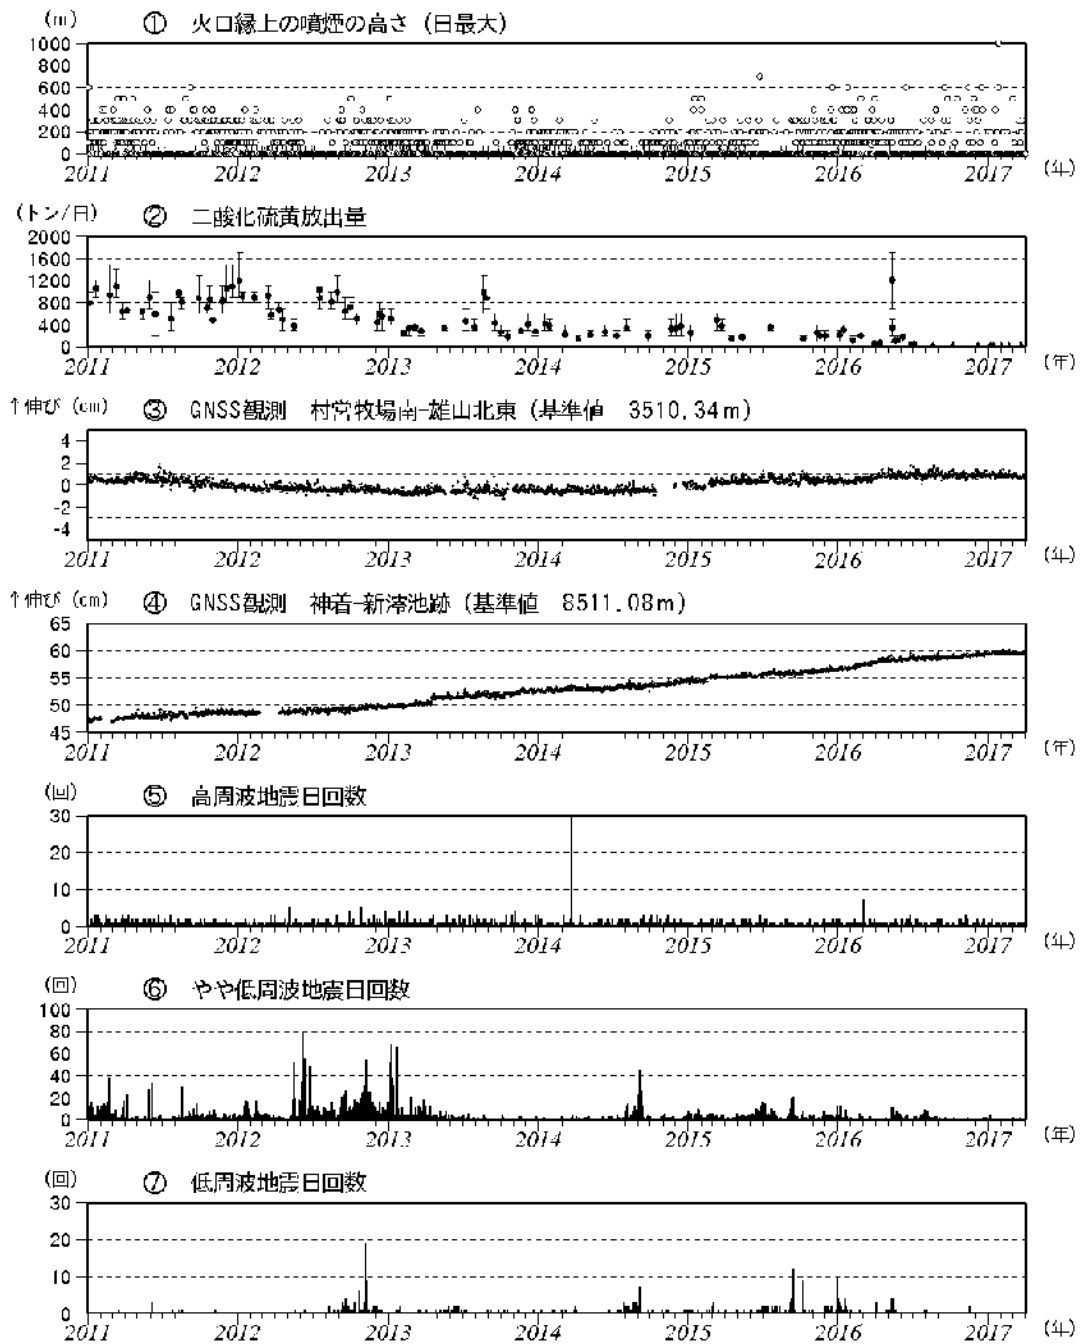 (m) ① 火口縁上の噴煙の高さ (日最大)
1000
800
600
400
200
0
2011 2012 2013 2014 2015 2016 2017 (年)
(トン/日) ② 二酸化硫黄放出量
2000
1600
1200
800
400
0
2011 2012 2013 2014 2015 2016 2017 (年)
↑伸び (cm) ③ GNSS観測 村営牧場南-雄山北東 (基準値 3510.34m)
4
2
0
-2
-4
2011 2012 2013 2014 2015 2016 2017 (年)
↑伸び (cm) ④ GNSS観測 神着-新澪池跡 (基準値 8511.08m)
65
60
55
50
45
2011 2012 2013 2014 2015 2016 2017 (年)
(回) ⑤ 高周波地震日回数
30
20
10
0
2011 2012 2013 2014 2015 2016 2017 (年)
(回) ⑥ やや低周波地震日回数
100
80
60
40
20
0
2011 2012 2013 2014 2015 2016 2017 (年)
(回) ⑦ 低周波地震日回数
30
20
10
0
2011 2012 2013 2014 2015 2016 2017 (年)